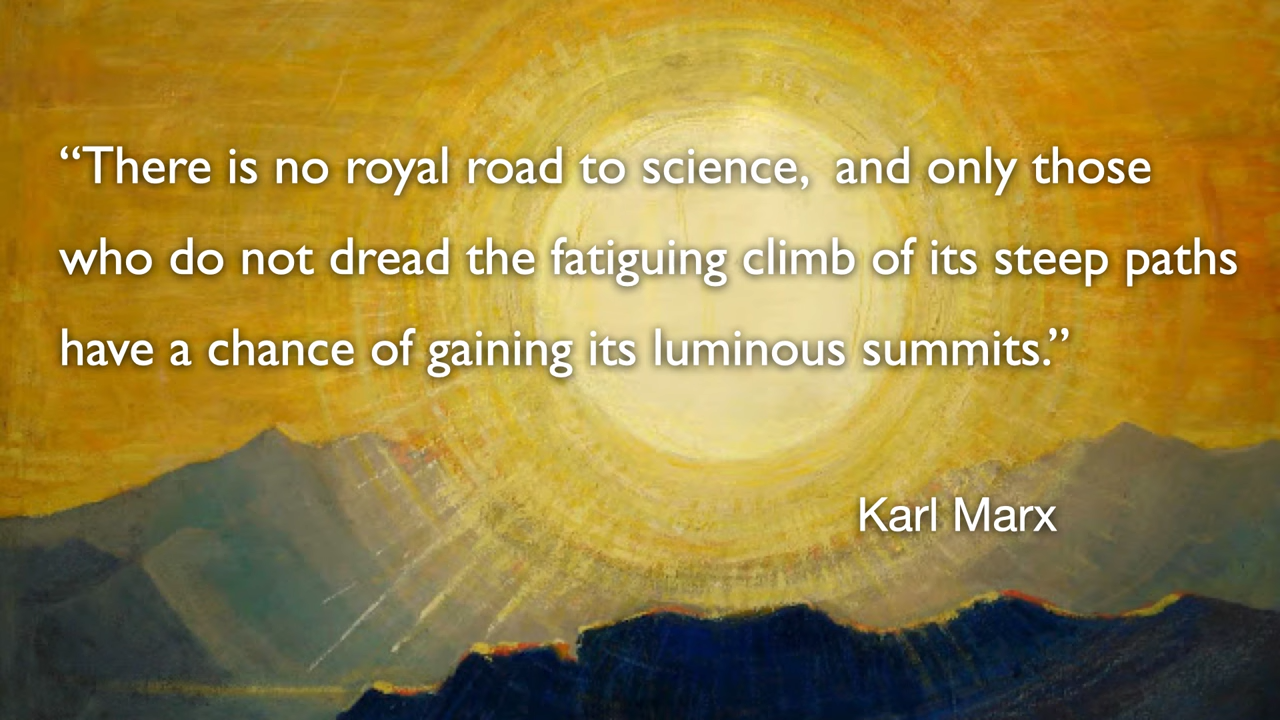 “There is no royal road to science,  and only those
who do not dread the fatiguing climb of its steep paths
have a chance of gaining its luminous summits.”
Karl Marx